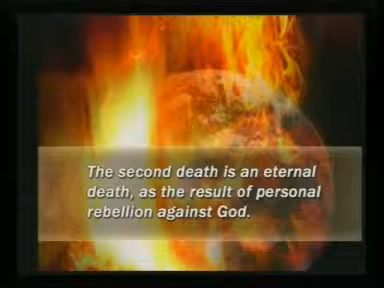 The second death is an eternal
death, as the result of personal
rebellion against God.